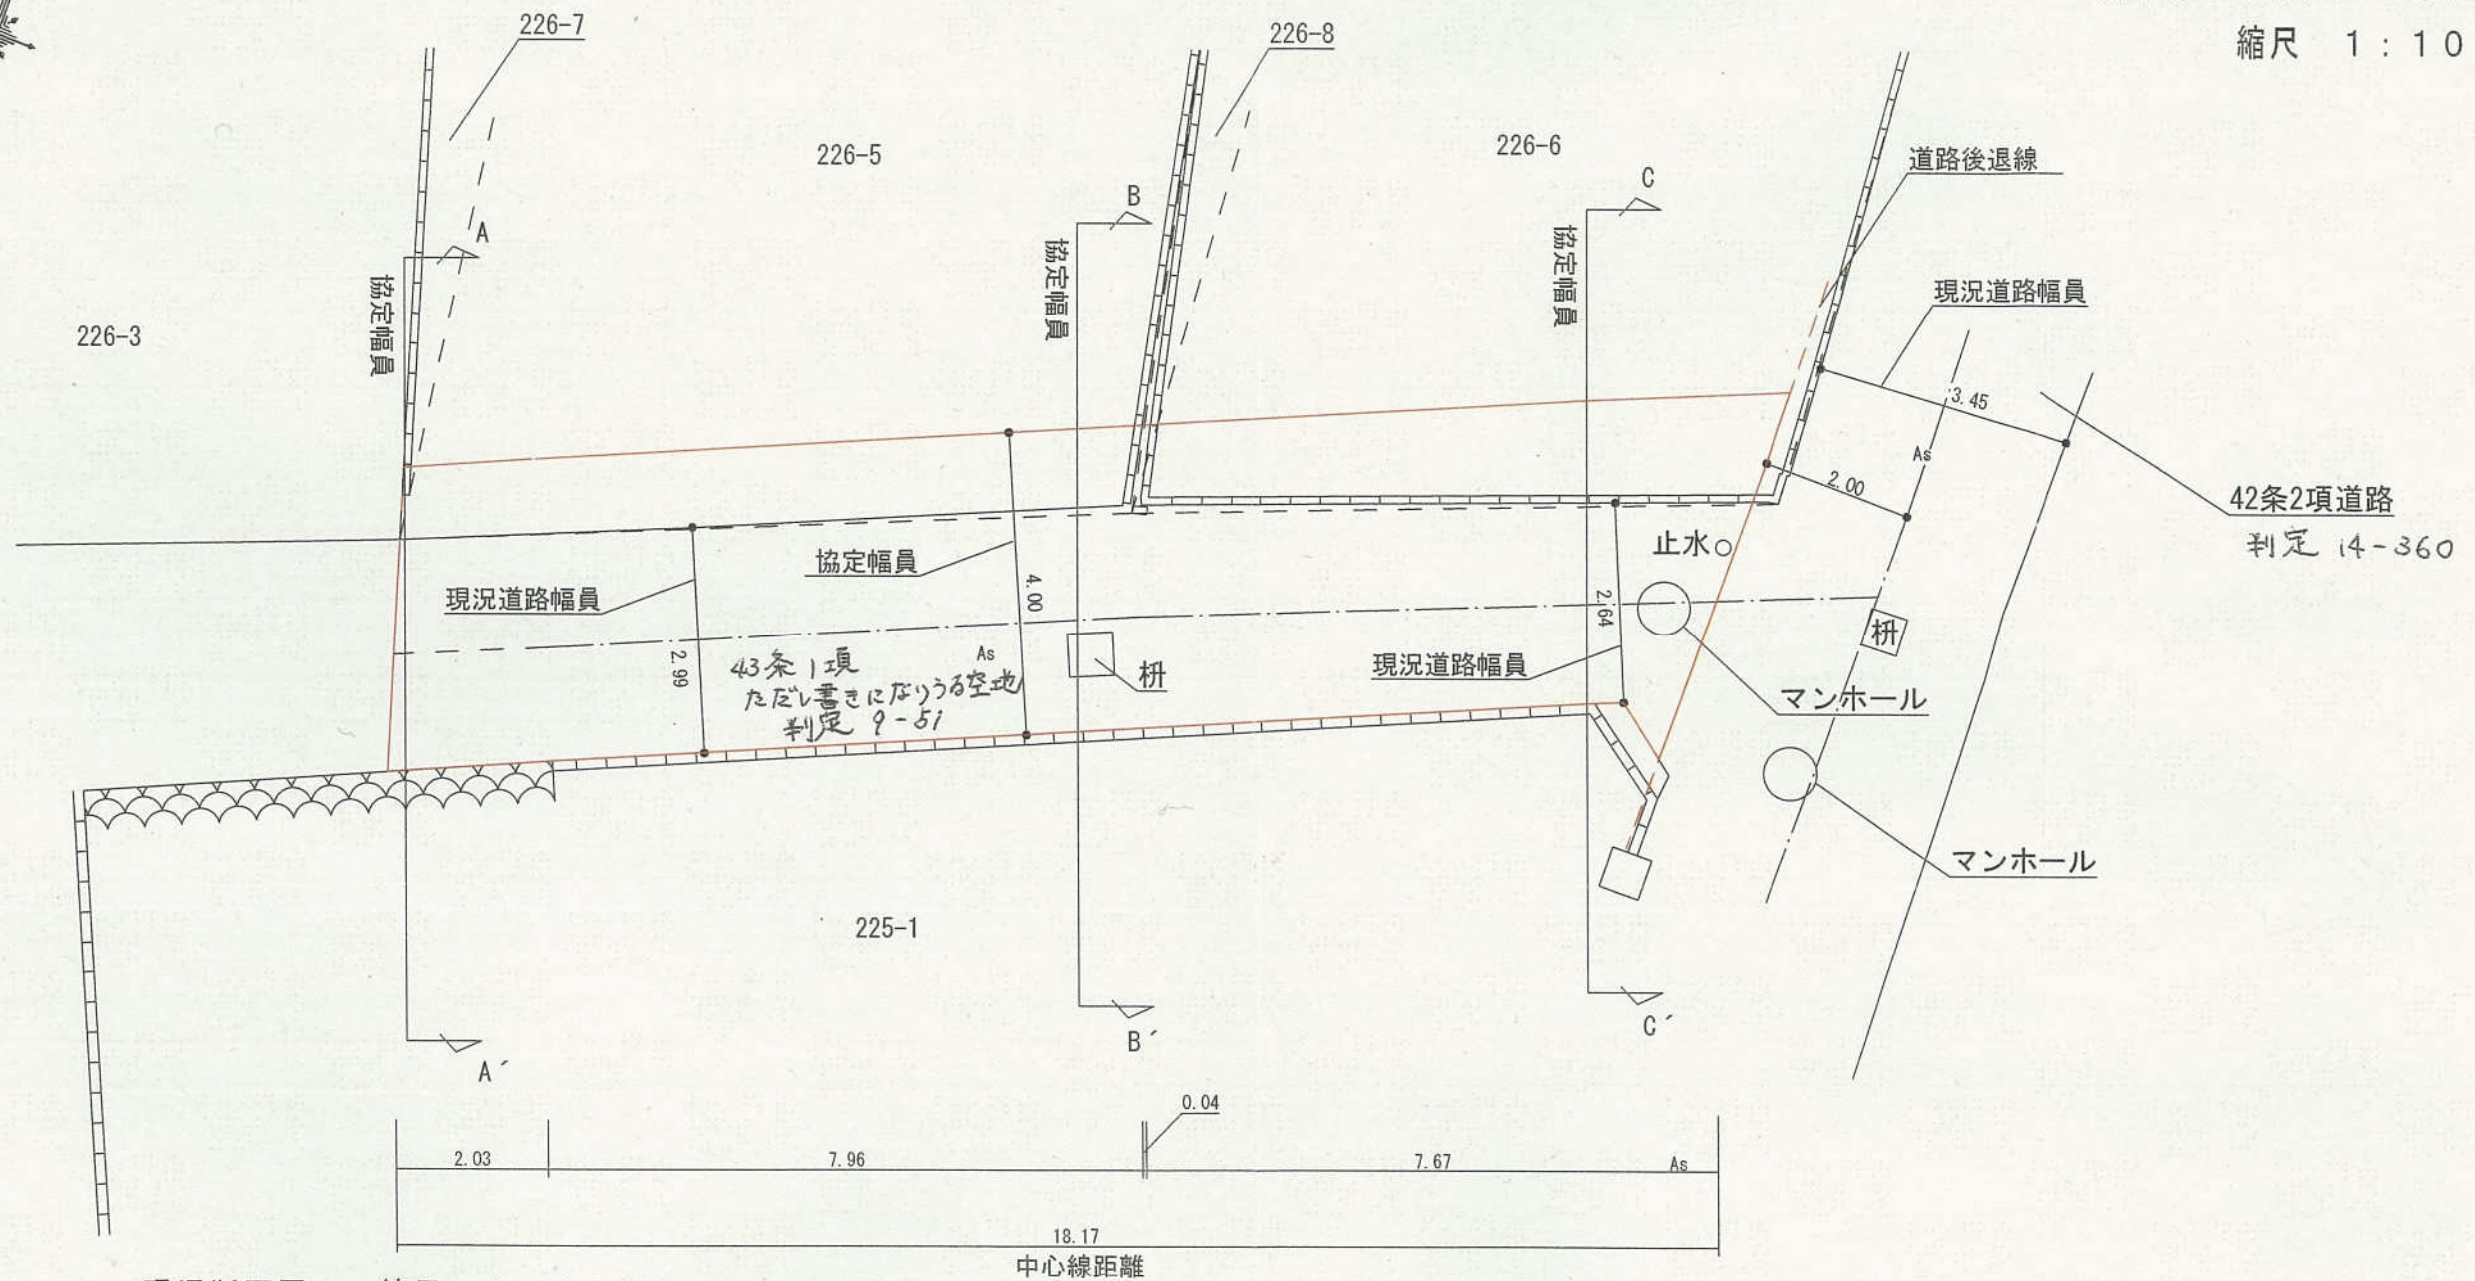 縮尺 1:10
226-7
226-8
226-5
226-6
226-3
道路後退線
現況道路幅員
A
B
C
協定幅員
協定幅員
協定幅員
3.45
As
2.00
42条2項道路
判定 14-360
止水
協定幅員
4.00
現況道路幅員
2.99
2.64
43条1項
ただし書きになりうる空地
判定 9-51
As
枡
現況道路幅員
枡
マンホール
マンホール
225-1
A´
B´
C´
0.04
2.03
7.96
7.67
As
18.17
中心線距離